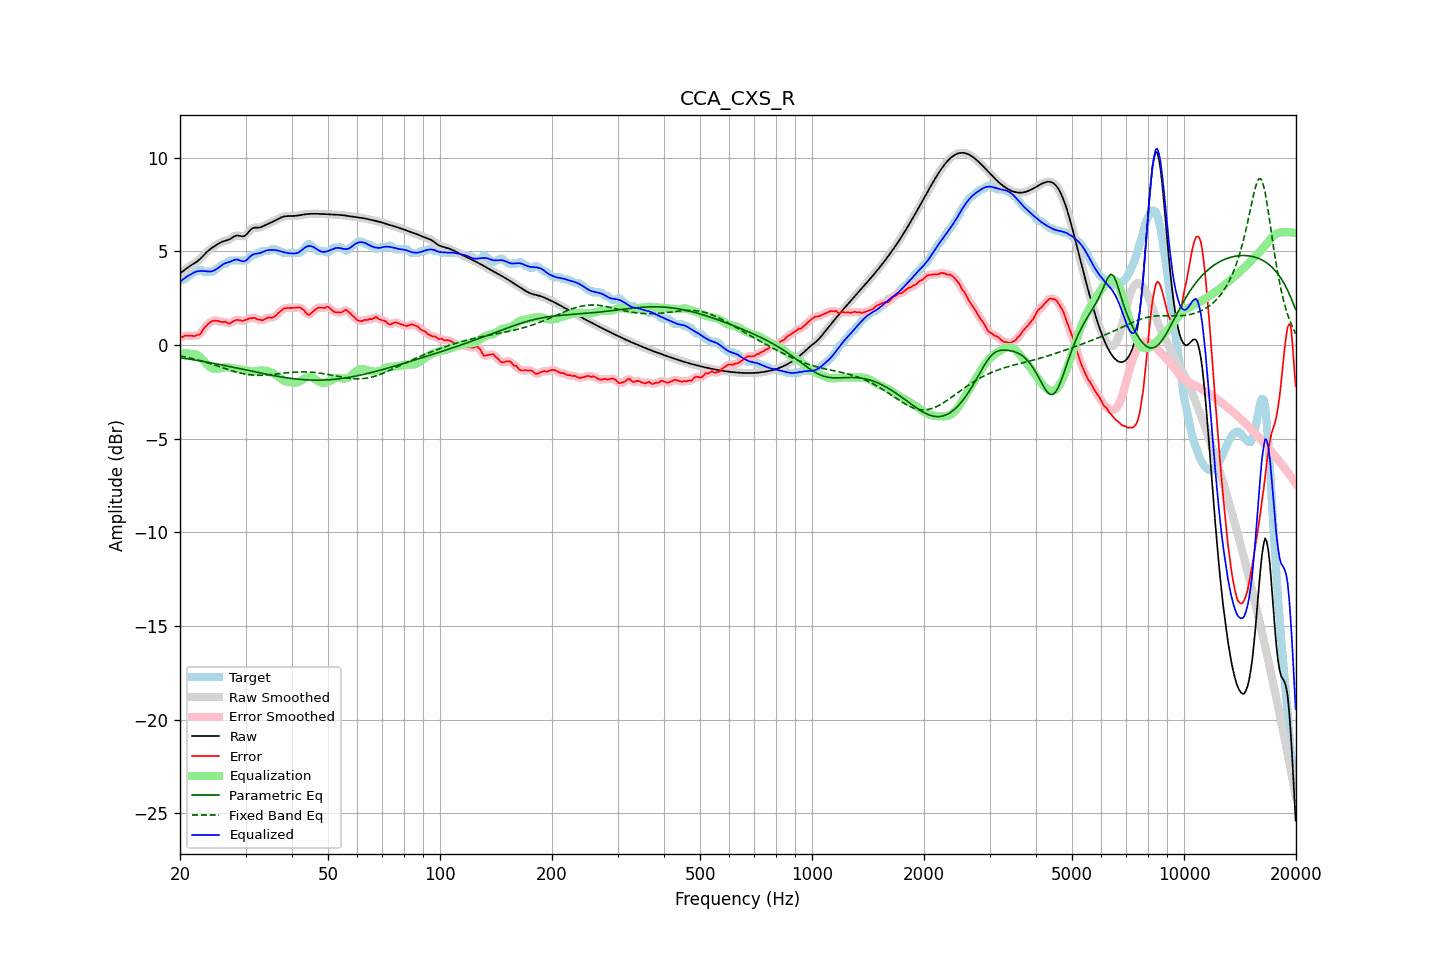 CCA_CXS_R
Amplitude (dBr)
10
5
0
−5
−10
−15
−20
−25
Target
Raw Smoothed
Error Smoothed
Raw
Error
Equalization
Parametric Eq
Fixed Band Eq
Equalized
20 50 100 200 500 1000 2000 5000 10000 20000
Frequency (Hz)